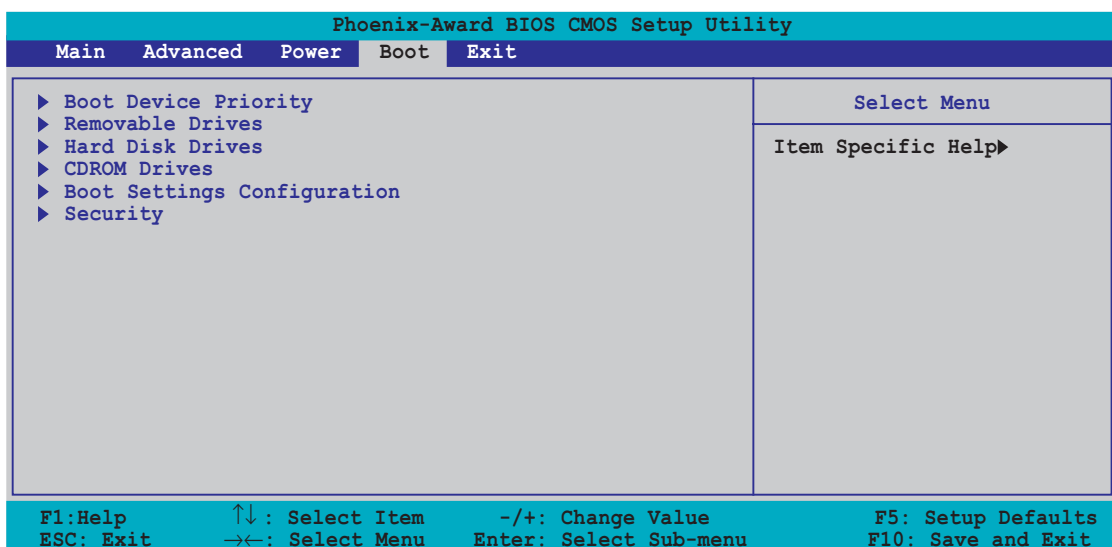 Phoenix-Award BIOS CMOS Setup Utility
Main Advanced Power Boot Exit
Boot Device Priority
Removable Drives
Hard Disk Drives
CDROM Drives
Boot Settings Configuration
Security
Select Menu
Item Specific Help
F1:Help ↑↓: Select Item -/+: Change Value F5: Setup Defaults
ESC: Exit →←: Select Menu Enter: Select Sub-menu F10: Save and Exit